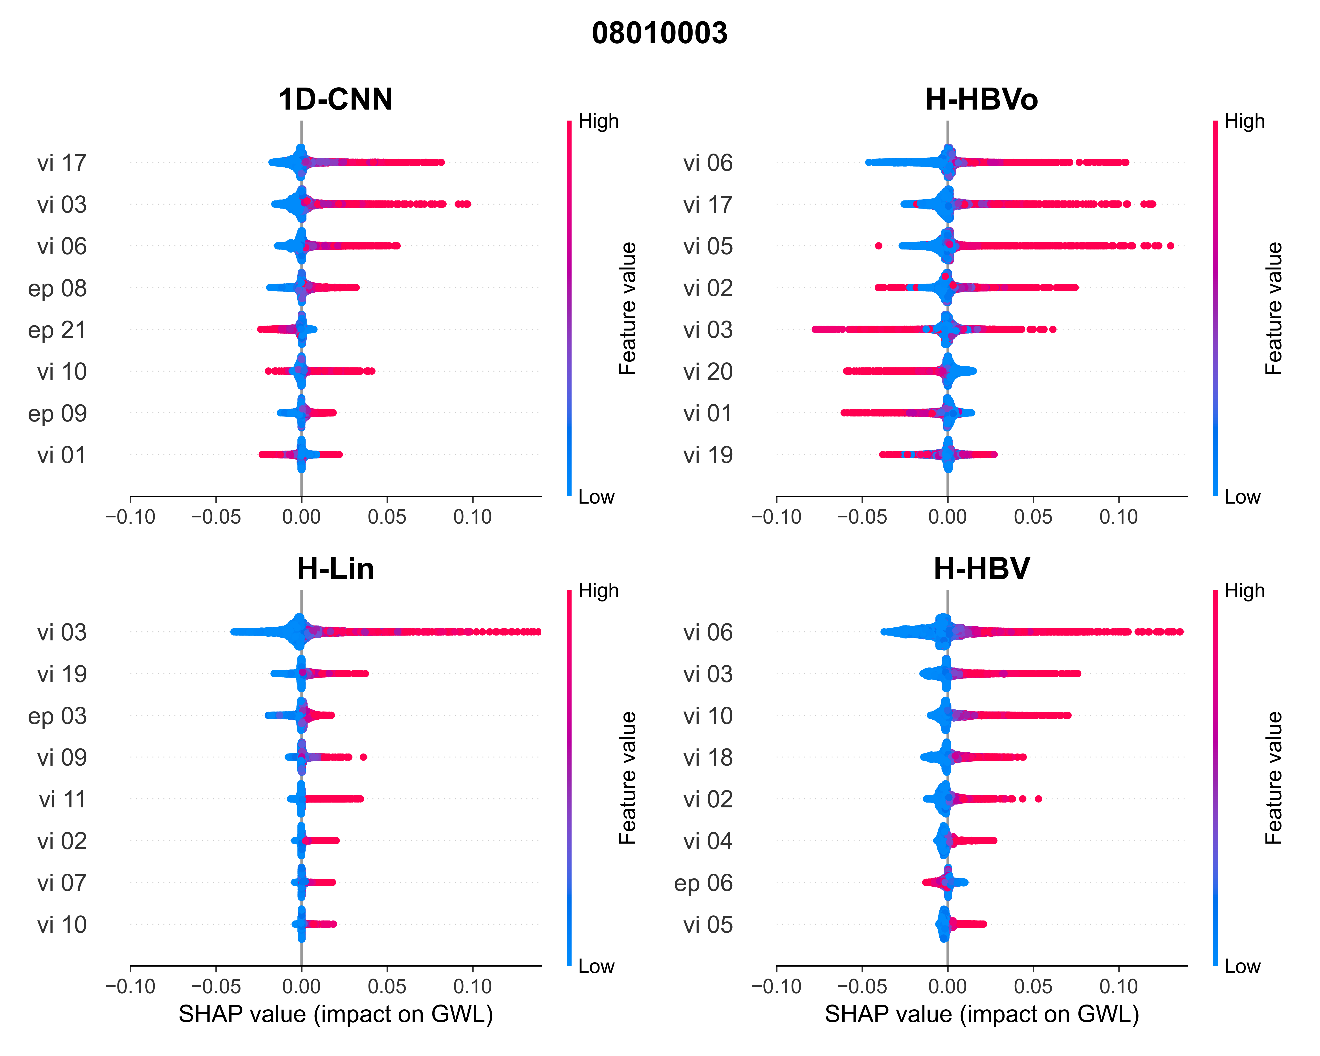 08010003
1D-CNN
High
vi 17
vi 03
vi 06
ep 08
ep 21
vi 10
ep 09
vi 01
Feature value
Low
−0.10 −0.05 0.00 0.05 0.10
H-HBVo
High
vi 06
vi 17
vi 05
vi 02
vi 03
vi 20
vi 01
vi 19
Feature value
Low
−0.10 −0.05 0.00 0.05 0.10
H-Lin
High
vi 03
vi 19
ep 03
vi 09
vi 11
vi 02
vi 07
vi 10
Feature value
Low
−0.10 −0.05 0.00 0.05 0.10
SHAP value (impact on GWL)
H-HBV
High
vi 06
vi 03
vi 10
vi 18
vi 02
vi 04
ep 06
vi 05
Feature value
Low
−0.10 −0.05 0.00 0.05 0.10
SHAP value (impact on GWL)